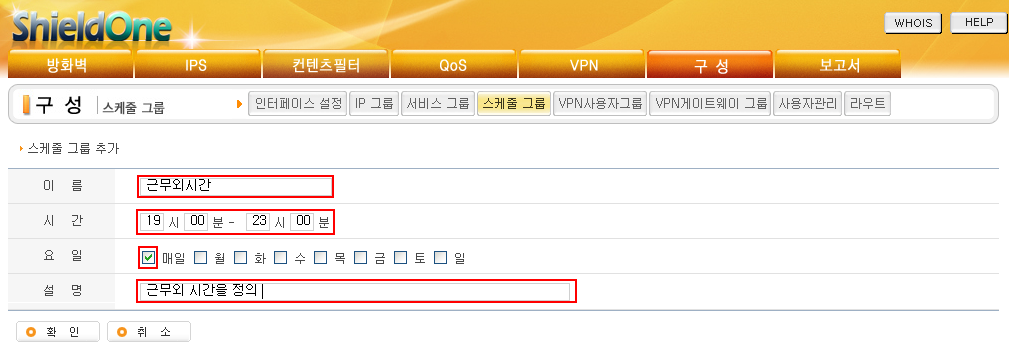 ShieldOne
WHOIS HELP
방화벽 IPS 컨텐츠필터 QoS VPN 구 성 보고서
구 성 스케줄 그룹 인터페이스 설정 IP 그룹 서비스 그룹 스케줄 그룹 VPN사용자그룹 VPN게이트웨이 그룹 사용자관리 라우트
스케줄 그룹 추가
이 름 근무외시간
시 간 19 시 00 분 - 23 시 00 분
요 일 매일 월 화 수 목 금 토 일
설 명 근무외 시간을 정의
확 인 취 소